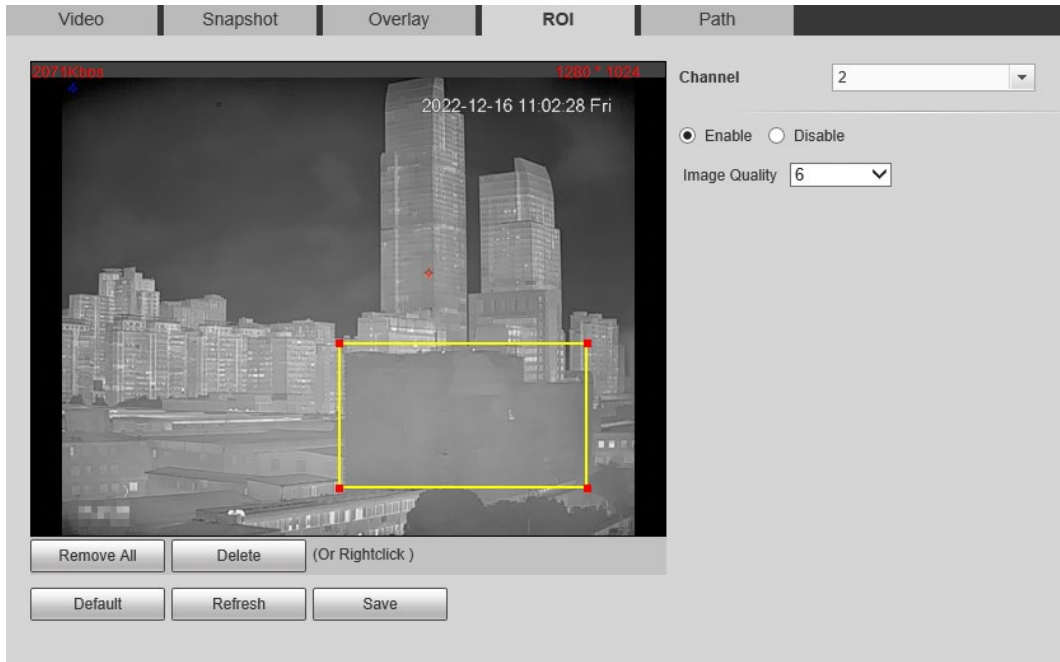 Video Snapshot Overlay ROI Path
2071Kbps 1280 * 1024
2022-12-16 11:02:28 Fri
Channel 2
Enable Disable
Image Quality 6
Remove All Delete (Or Rightclick )
Default Refresh Save